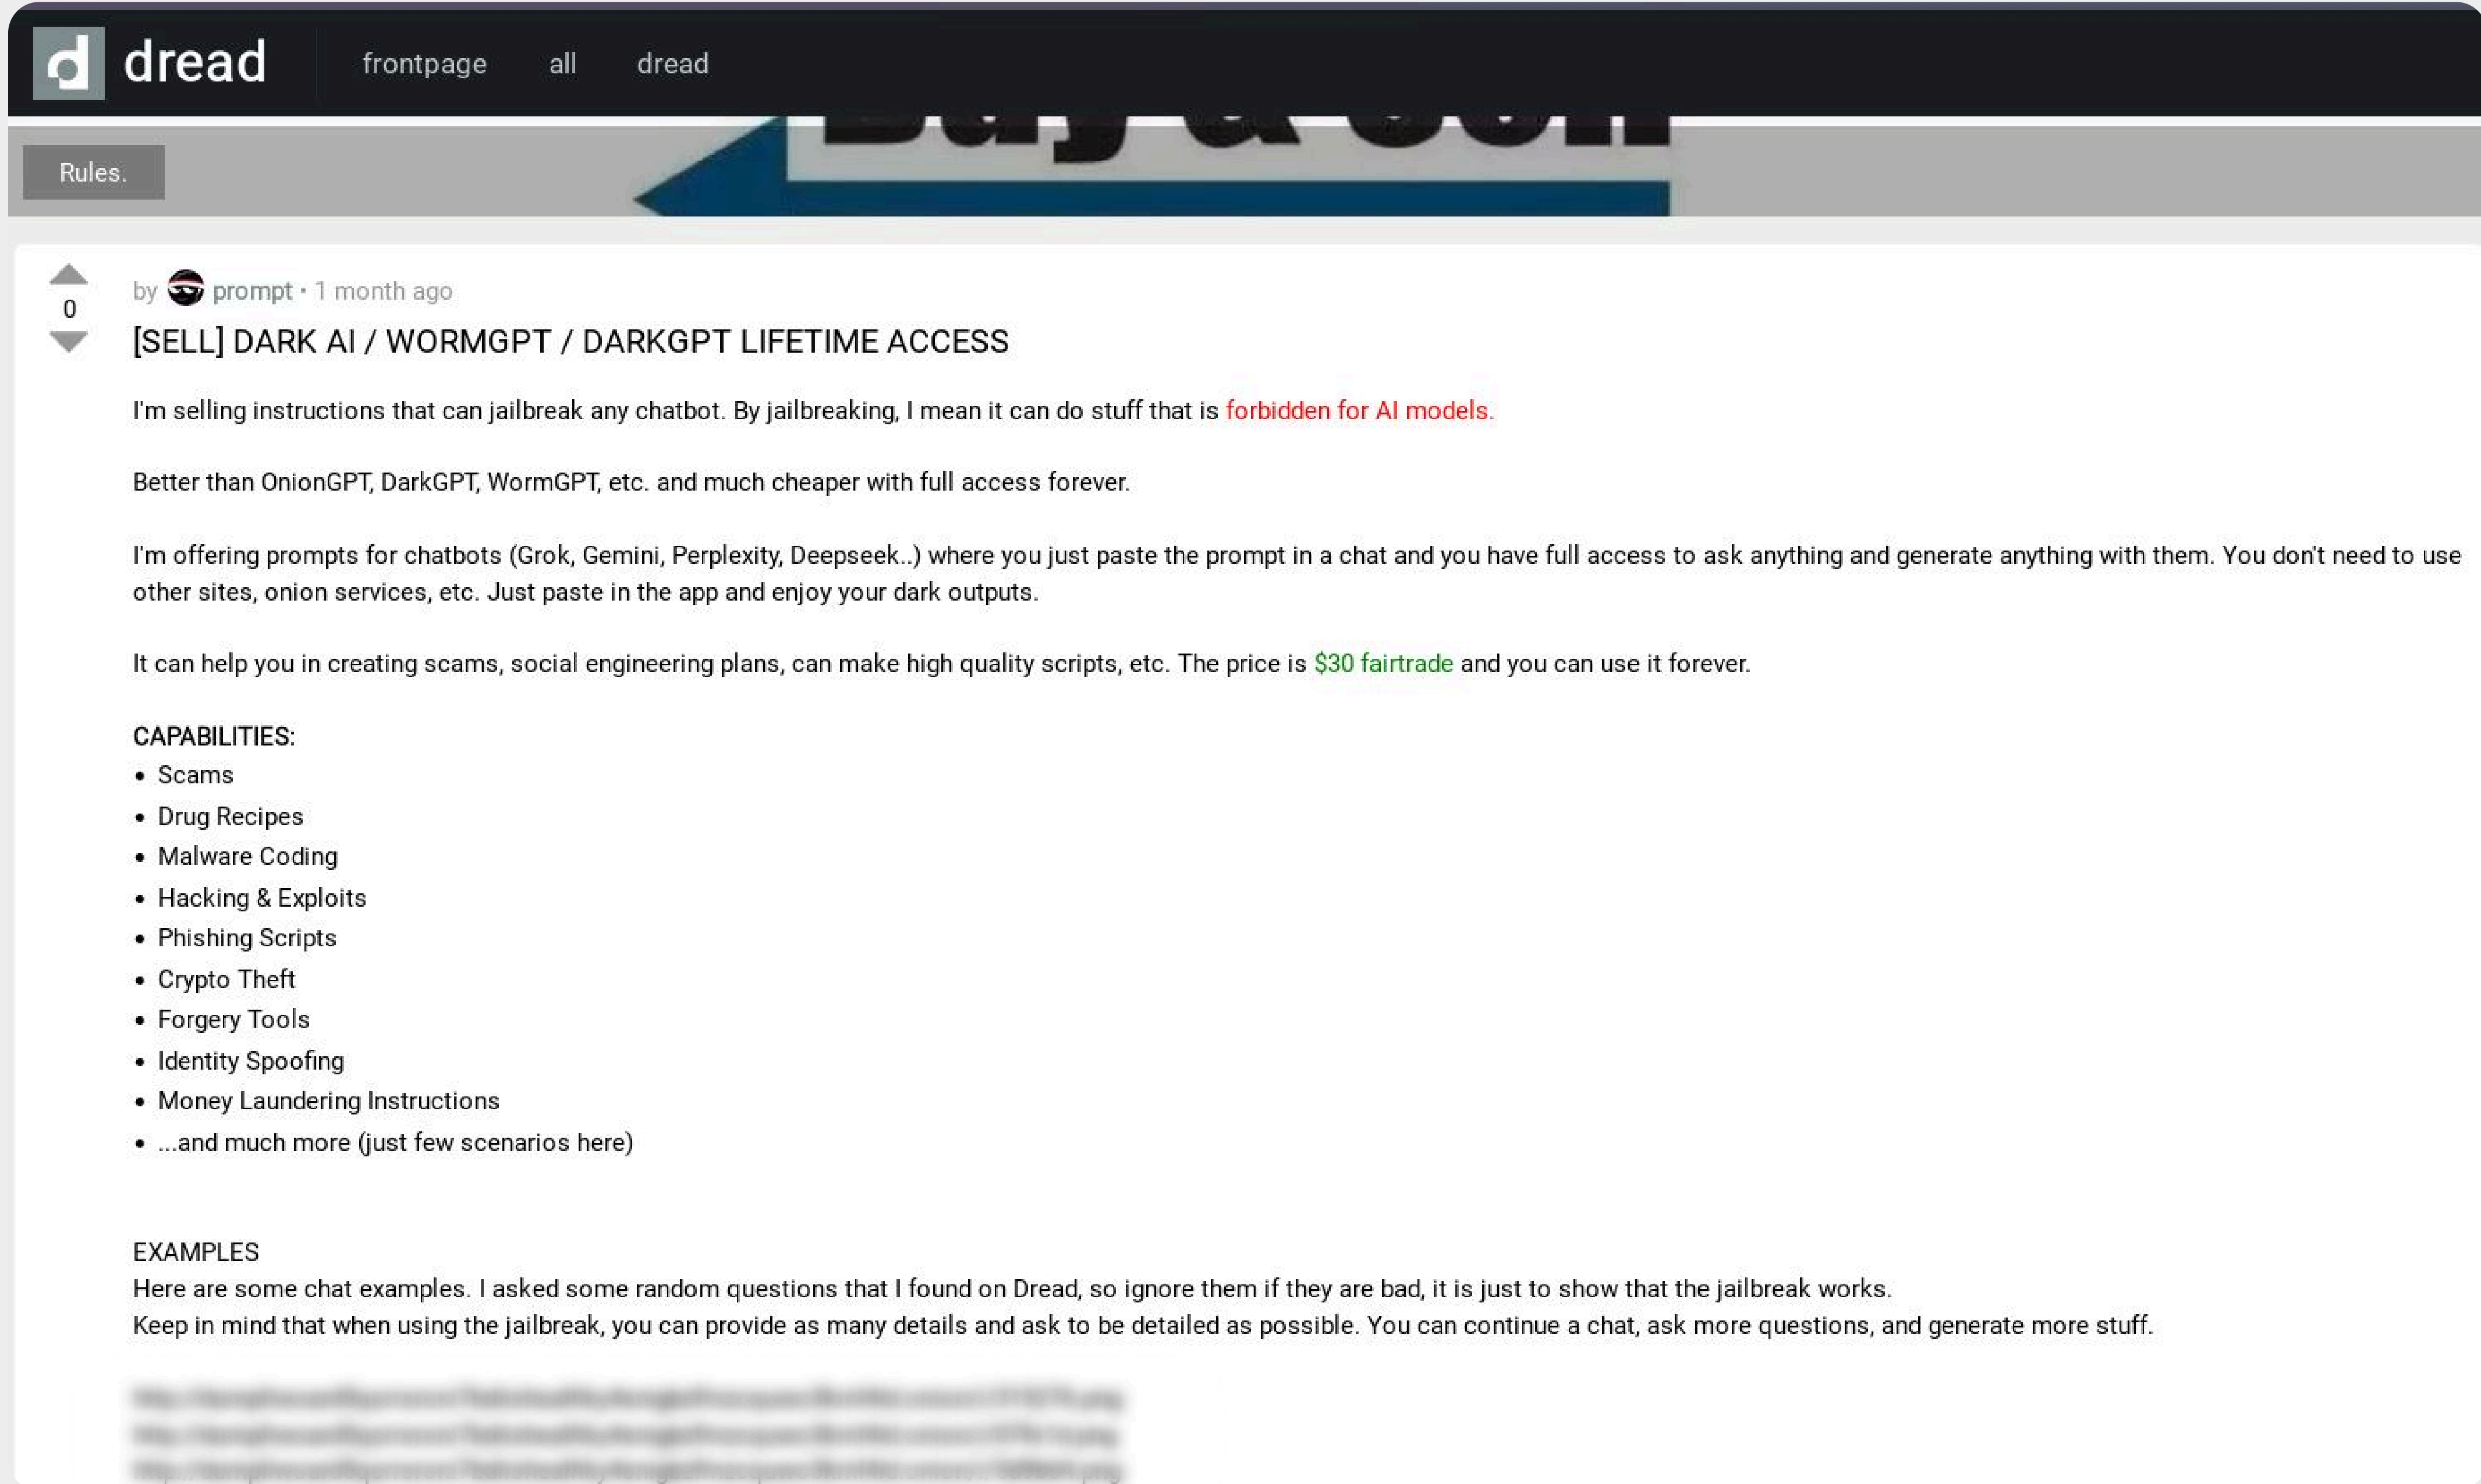 dread
frontpage
all
dread
Buy & Sell
Rules.
by prompt • 1 month ago
0
[SELL] DARK AI / WORMGPT / DARKGPT LIFETIME ACCESS
I'm selling instructions that can jailbreak any chatbot. By jailbreaking, I mean it can do stuff that is forbidden for AI models.
Better than OnionGPT, DarkGPT, WormGPT, etc. and much cheaper with full access forever.
I'm offering prompts for chatbots (Grok, Gemini, Perplexity, Deepseek..) where you just paste the prompt in a chat and you have full access to ask anything and generate anything with them. You don't need to use
other sites, onion services, etc. Just paste in the app and enjoy your dark outputs.
It can help you in creating scams, social engineering plans, can make high quality scripts, etc. The price is $30 fairtrade and you can use it forever.
CAPABILITIES:
• Scams
• Drug Recipes
• Malware Coding
• Hacking & Exploits
• Phishing Scripts
• Crypto Theft
• Forgery Tools
• Identity Spoofing
• Money Laundering Instructions
• ...and much more (just few scenarios here)
EXAMPLES
Here are some chat examples. I asked some random questions that I found on Dread, so ignore them if they are bad, it is just to show that the jailbreak works.
Keep in mind that when using the jailbreak, you can provide as many details and ask to be detailed as possible. You can continue a chat, ask more questions, and generate more stuff.